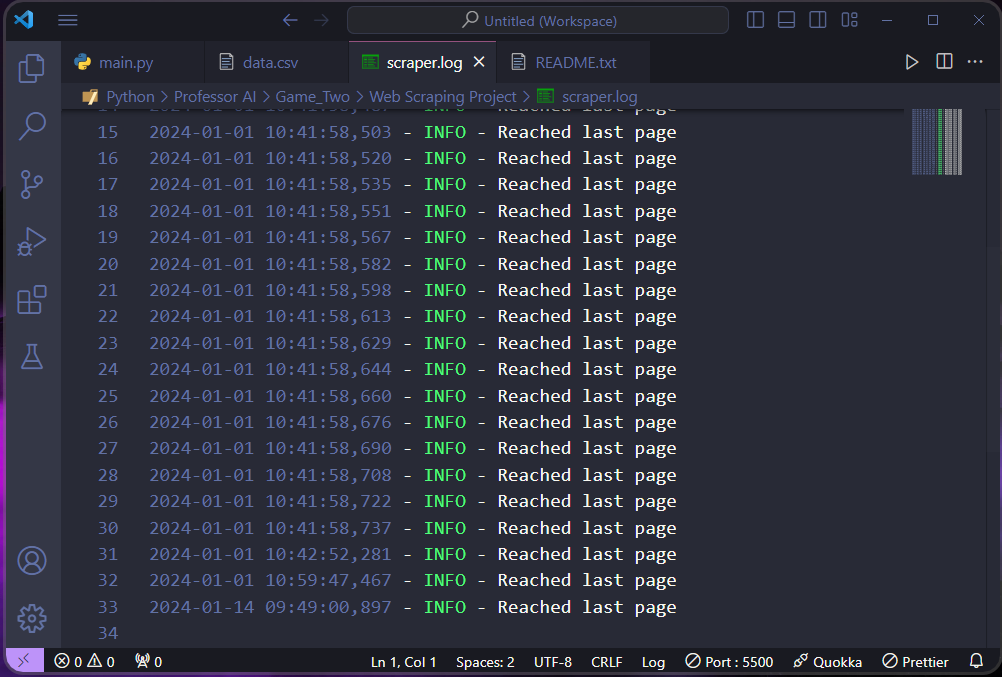 Untitled (Workspace)
main.py
data.csv
scraper.log
README.txt
Python > Professor AI > Game_Two > Web Scraping Project > scraper.log
15 2024-01-01 10:41:58,503 - INFO - Reached last page
16 2024-01-01 10:41:58,520 - INFO - Reached last page
17 2024-01-01 10:41:58,535 - INFO - Reached last page
18 2024-01-01 10:41:58,551 - INFO - Reached last page
19 2024-01-01 10:41:58,567 - INFO - Reached last page
20 2024-01-01 10:41:58,582 - INFO - Reached last page
21 2024-01-01 10:41:58,598 - INFO - Reached last page
22 2024-01-01 10:41:58,613 - INFO - Reached last page
23 2024-01-01 10:41:58,629 - INFO - Reached last page
24 2024-01-01 10:41:58,644 - INFO - Reached last page
25 2024-01-01 10:41:58,660 - INFO - Reached last page
26 2024-01-01 10:41:58,676 - INFO - Reached last page
27 2024-01-01 10:41:58,690 - INFO - Reached last page
28 2024-01-01 10:41:58,708 - INFO - Reached last page
29 2024-01-01 10:41:58,722 - INFO - Reached last page
30 2024-01-01 10:41:58,737 - INFO - Reached last page
31 2024-01-01 10:42:52,281 - INFO - Reached last page
32 2024-01-01 10:59:47,467 - INFO - Reached last page
33 2024-01-14 09:49:00,897 - INFO - Reached last page
34
0 0 0 Ln 1, Col 1 Spaces: 2 UTF-8 CRLF Log Port : 5500 Quokka Prettier